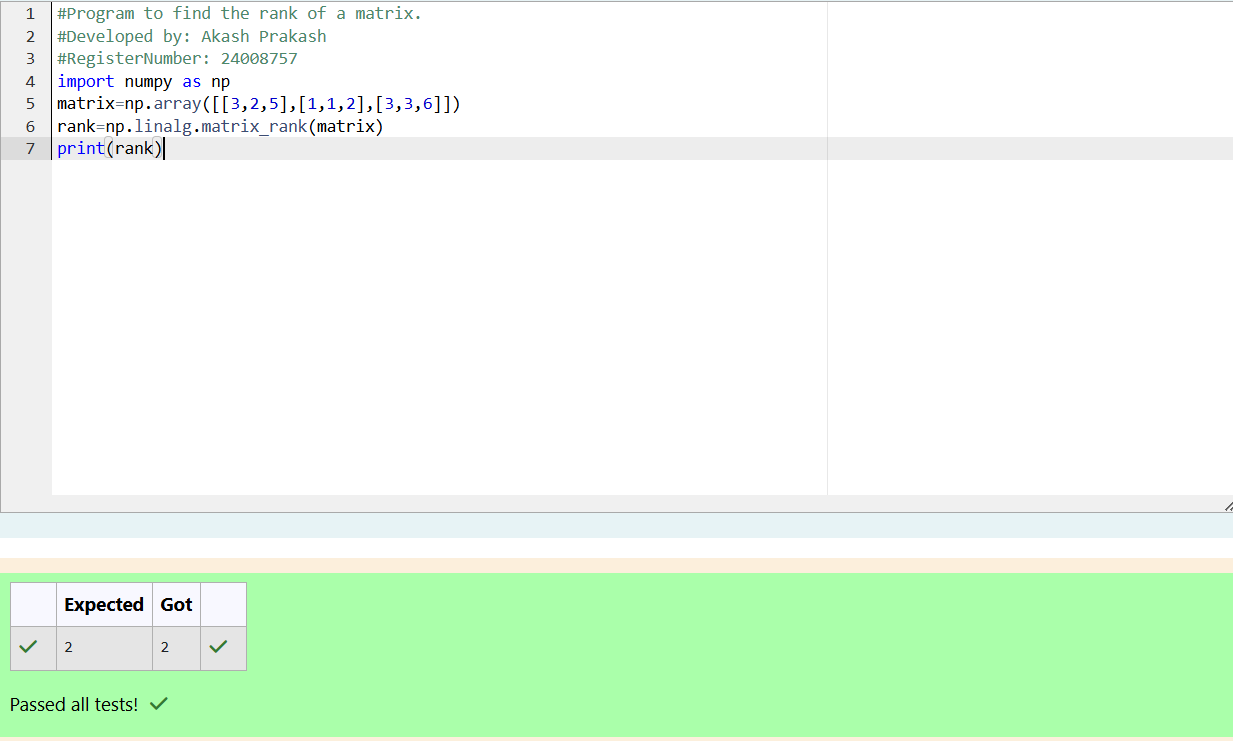 1 #Program to find the rank of a matrix.
2 #Developed by: Akash Prakash
3 #RegisterNumber: 24008757
4 import numpy as np
5 matrix=np.array([[3,2,5],[1,1,2],[3,3,6]])
6 rank=np.linalg.matrix_rank(matrix)
7 print(rank)
Expected Got
2 2
Passed all tests!